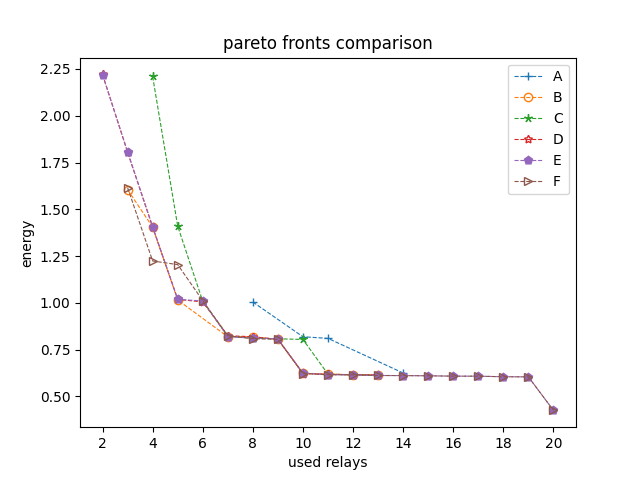 pareto fronts comparison
A
B
C
D
E
F
2.25
2.00
1.75
1.50
1.25
1.00
0.75
0.50
energy
2 4 6 8 10 12 14 16 18 20
used relays